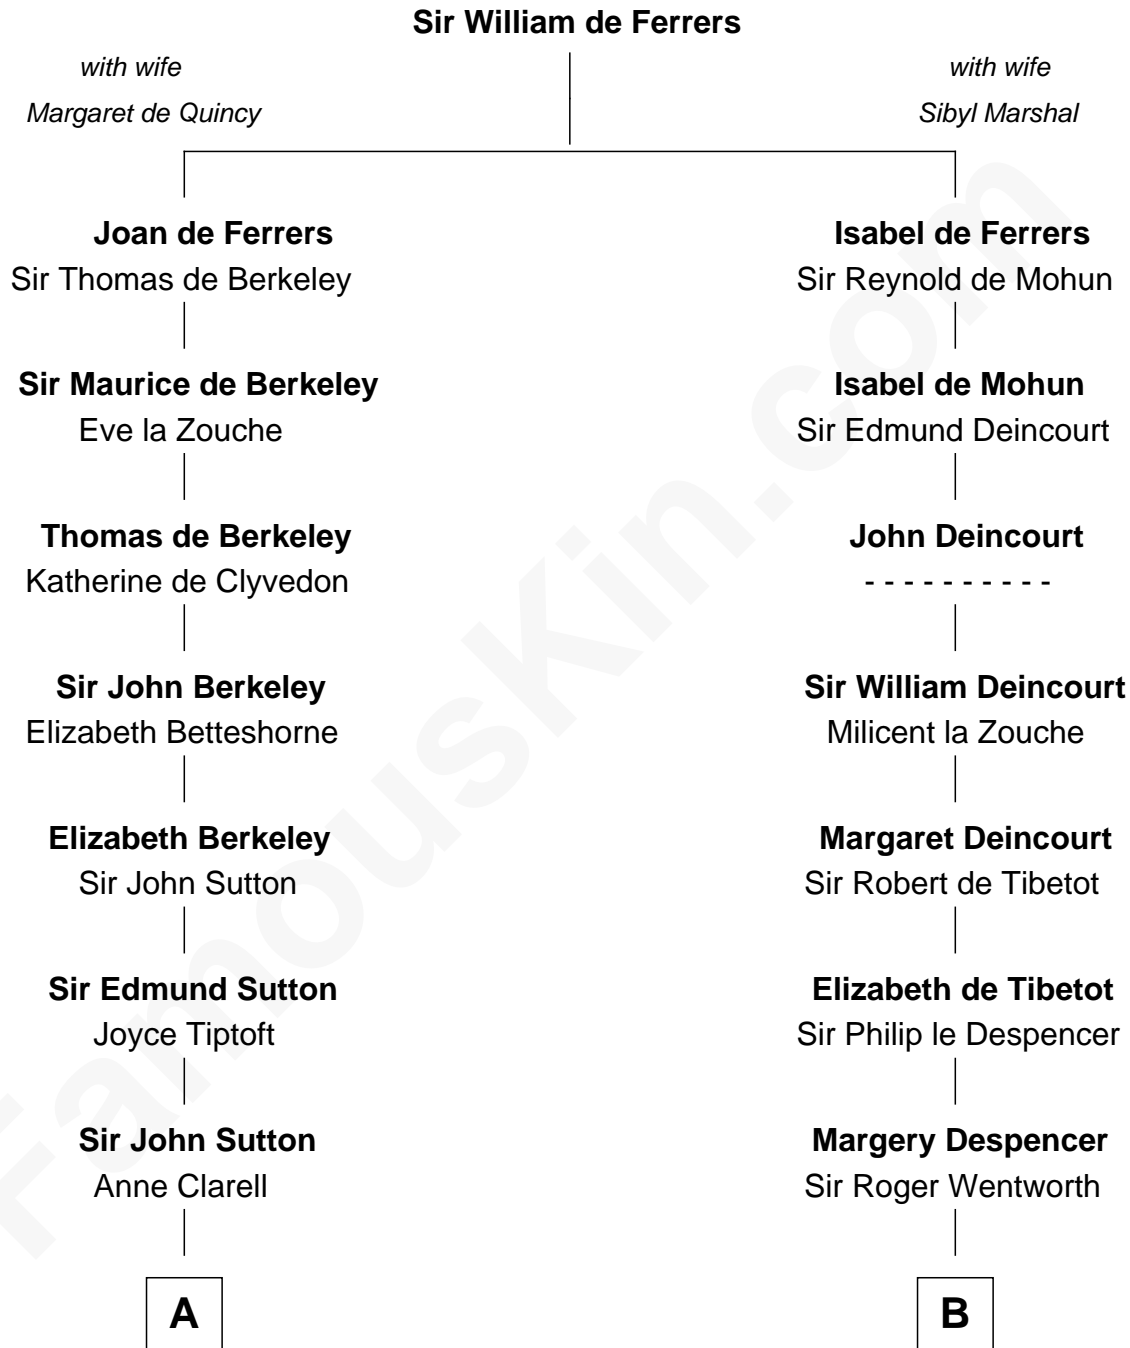 Sir William de Ferrers
with wife
Margaret de Quincy
with wife
Sibyl Marshal
Joan de Ferrers
Sir Thomas de Berkeley
Isabel de Ferrers
Sir Reynold de Mohun
Sir Maurice de Berkeley
Eve la Zouche
Isabel de Mohun
Sir Edmund Deincourt
Thomas de Berkeley
Katherine de Clyvedon
John Deincourt
- - - - - - - - - -
Sir John Berkeley
Elizabeth Betteshorne
Sir William Deincourt
Milicent la Zouche
Elizabeth Berkeley
Sir John Sutton
Margaret Deincourt
Sir Robert de Tibetot
Sir Edmund Sutton
Joyce Tiptoft
Elizabeth de Tibetot
Sir Philip le Despencer
Sir John Sutton
Anne Clarell
Margery Despencer
Sir Roger Wentworth
A
B
FamousKin.com